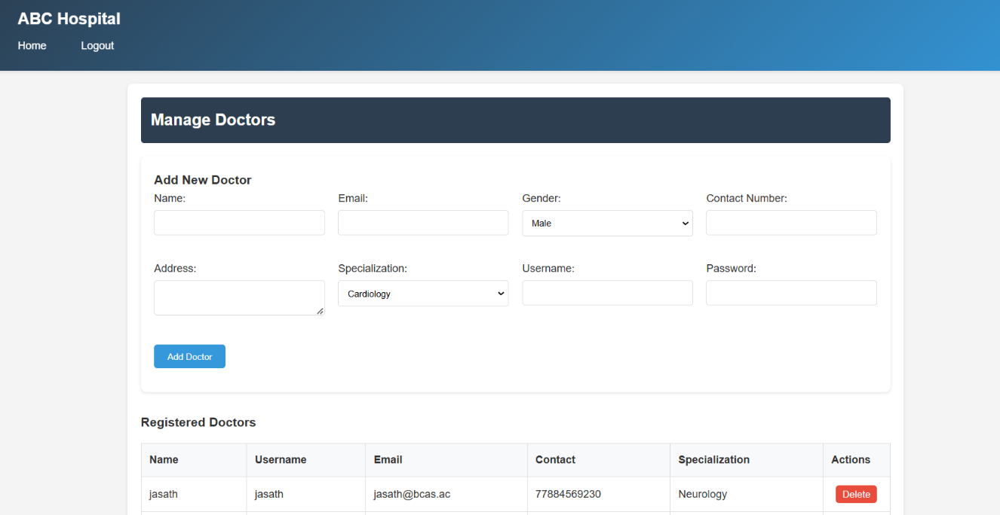 ABC Hospital
Home Logout
Manage Doctors
Add New Doctor
Name: Email: Gender: Contact Number:
Male
Address: Specialization: Username: Password:
Cardiology
Add Doctor
Registered Doctors
Name Username Email Contact Specialization Actions
jasath jasath jasath@bcas.ac 77884569230 Neurology Delete